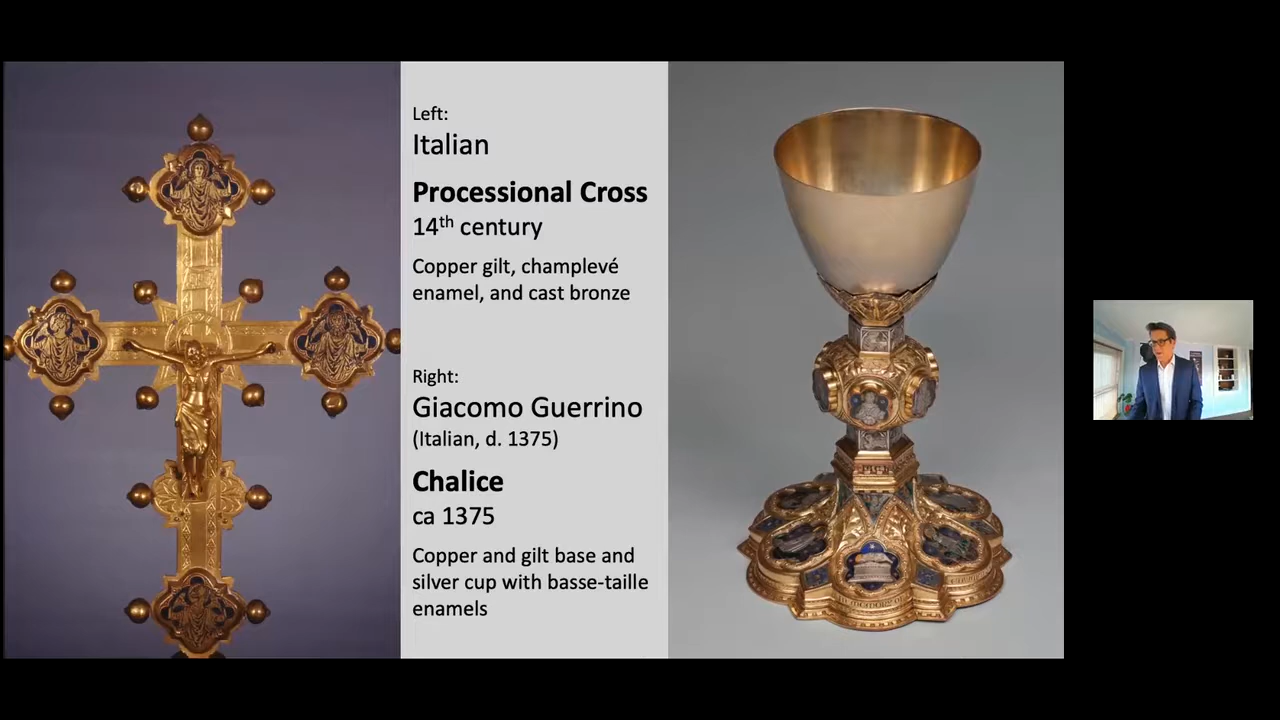 Left:
Italian
Processional Cross
14th century
Copper gilt, champlevé
enamel, and cast bronze
Right:
Giacomo Guerrino
(Italian, d. 1375)
Chalice
ca 1375
Copper and gilt base and
silver cup with basse-taille
enamels